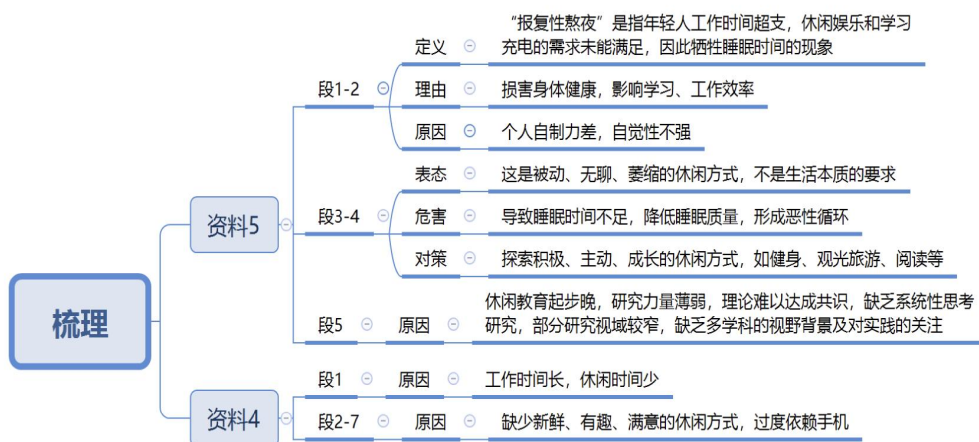 梳理
资料5
段1-2
定义
“报复性熬夜”是指年轻人工作时间超支，休闲娱乐和学习
充电的需求未能满足，因此牺牲睡眠时间的现象
理由
损害身体健康，影响学习、工作效率
原因
个人自制力差，自觉性不强
段3-4
表态
这是被动、无聊、萎缩的休闲方式，不是生活本质的要求
危害
导致睡眠时间不足，降低睡眠质量，形成恶性循环
对策
探索积极、主动、成长的休闲方式，如健身、观光旅游、阅读等
段5
原因
休闲教育起步晚，研究力量薄弱，理论难以达成共识，缺乏系统性思考
研究，部分研究视域较窄，缺乏多学科的视野背景及对实践的关注
资料4
段1
原因
工作时间长，休闲时间少
段2-7
原因
缺少新鲜、有趣、满意的休闲方式，过度依赖手机